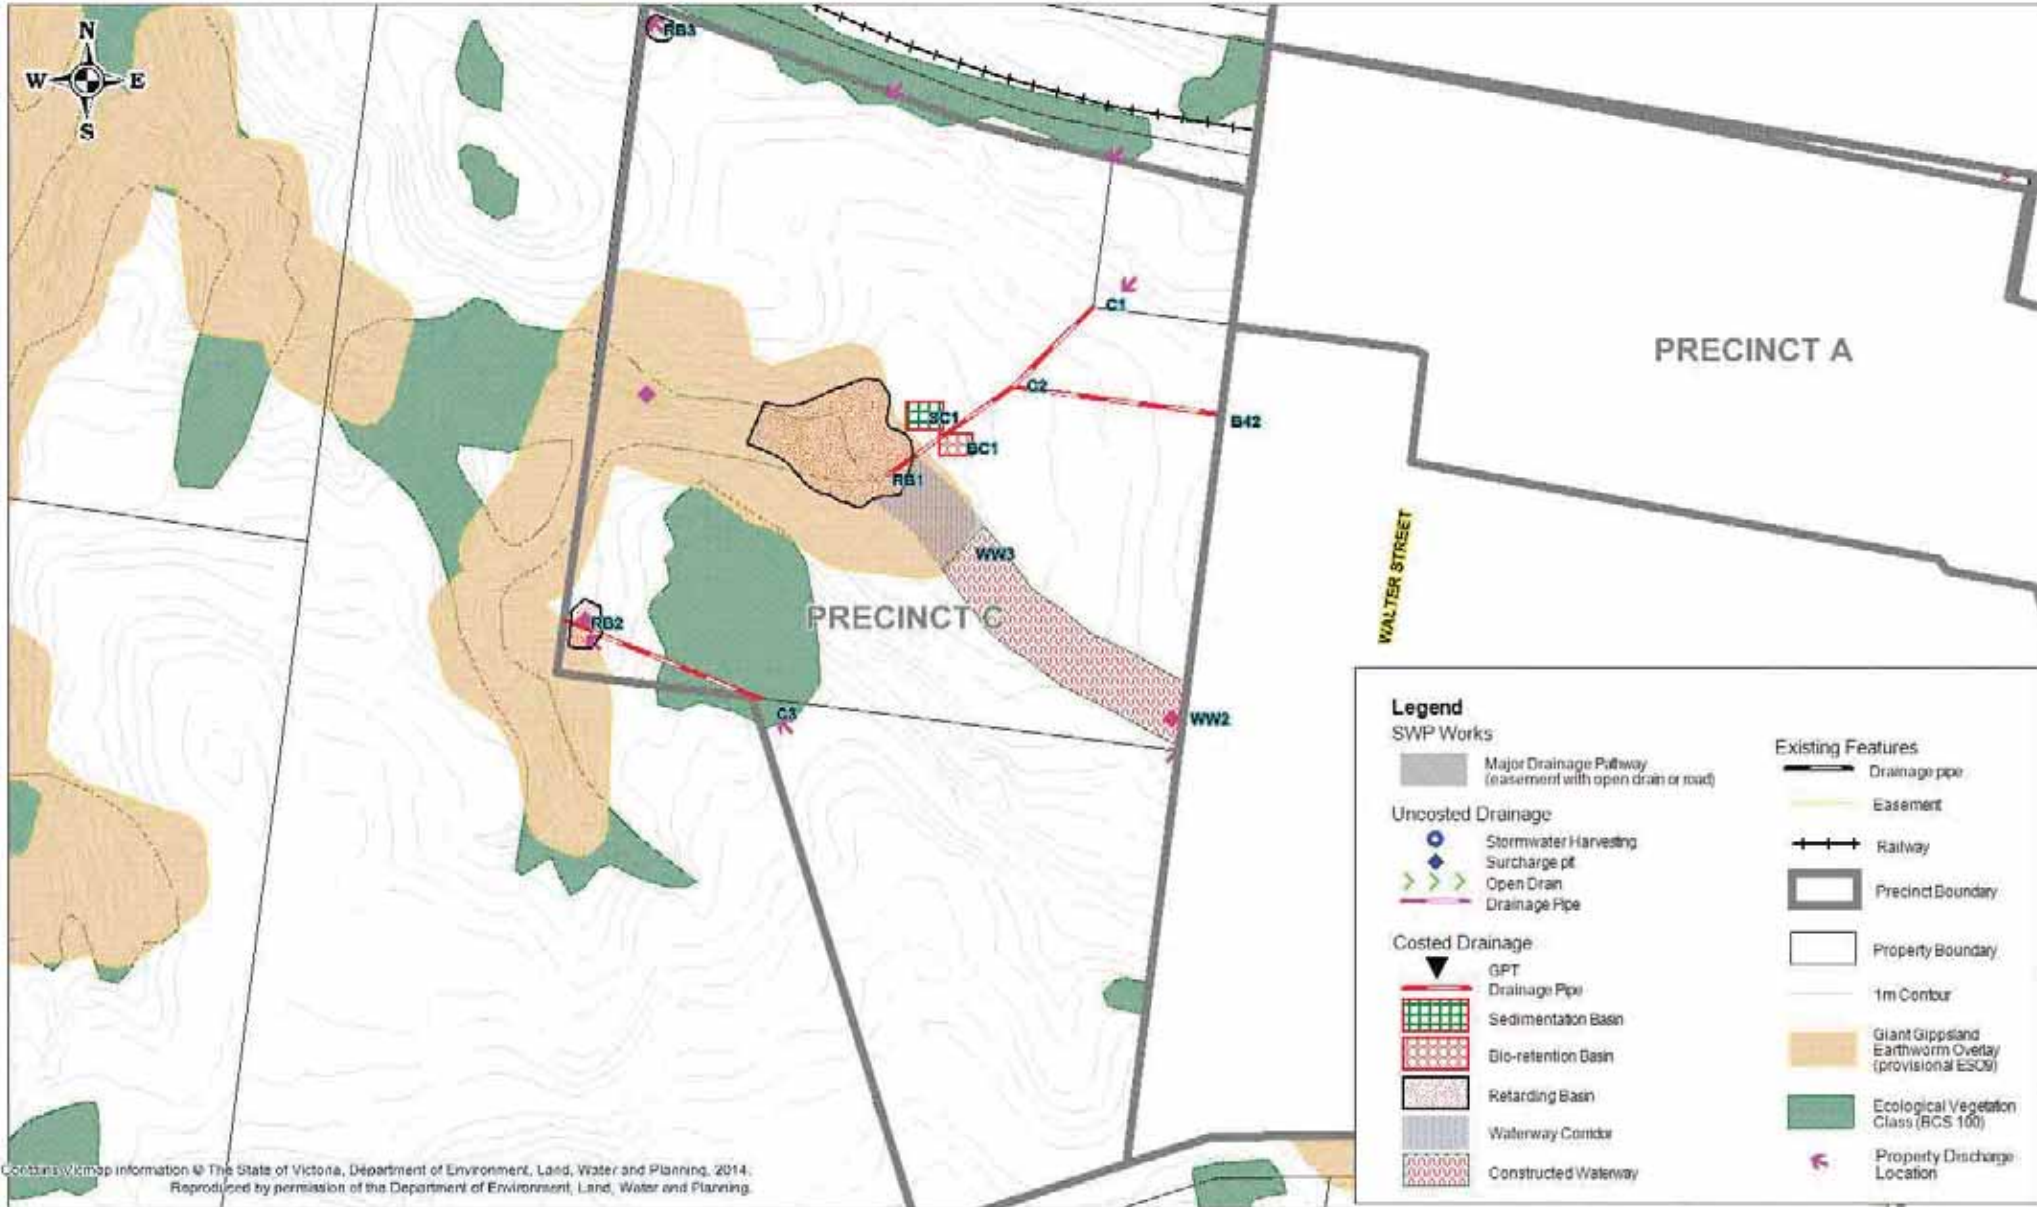 N
W E
S
RB3
C1
PRECINCT A
C2
SC1
B42
BC1
RB1
WALTER STREET
WW3
PRECINCT C
RB2
C3
WW2
Legend
SWP Works
Major Drainage Pathway
(easement with open drain or road)
Uncosted Drainage
Stormwater Harvesting
Surcharge pit
Open Drain
Drainage Pipe
Costed Drainage
GPT
Drainage Pipe
Sedimentation Basin
Bio-retention Basin
Retarding Basin
Waterway Corridor
Constructed Waterway
Existing Features
Drainage pipe
Easement
Railway
Precinct Boundary
Property Boundary
1m Contour
Giant Gippsland
Earthworm Overlay
(provisional ESO9)
Ecological Vegetation
Class (BCS 100)
Property Discharge
Location
Contains Vicmap information © The State of Victoria, Department of Environment, Land, Water and Planning, 2014.
Reproduced by permission of the Department of Environment, Land, Water and Planning.